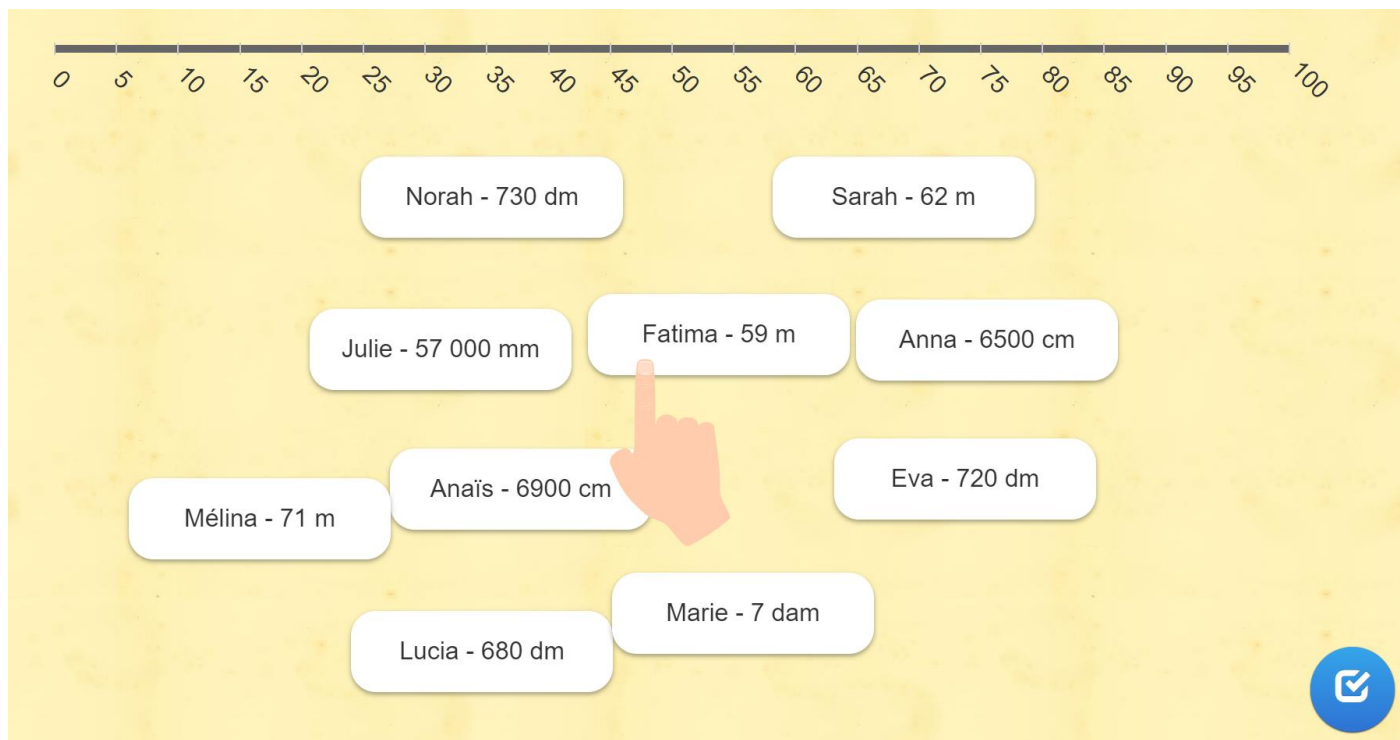 0 5 10 15 20 25 30 35 40 45 50 55 60 65 70 75 80 85 90 95 100
Norah - 730 dm
Sarah - 62 m
Julie - 57 000 mm
Fatima - 59 m
Anna - 6500 cm
Anaïs - 6900 cm
Eva - 720 dm
Mélina - 71 m
Marie - 7 dam
Lucia - 680 dm